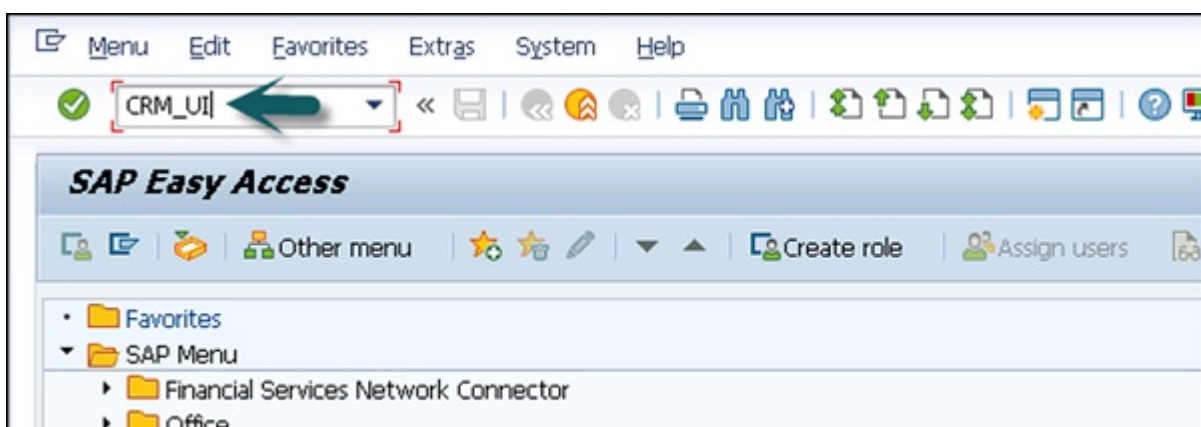 Menu Edit Favorites Extras System Help
CRM_UI
SAP Easy Access
Other menu Create role Assign users
Favorites
SAP Menu
Financial Services Network Connector
Office